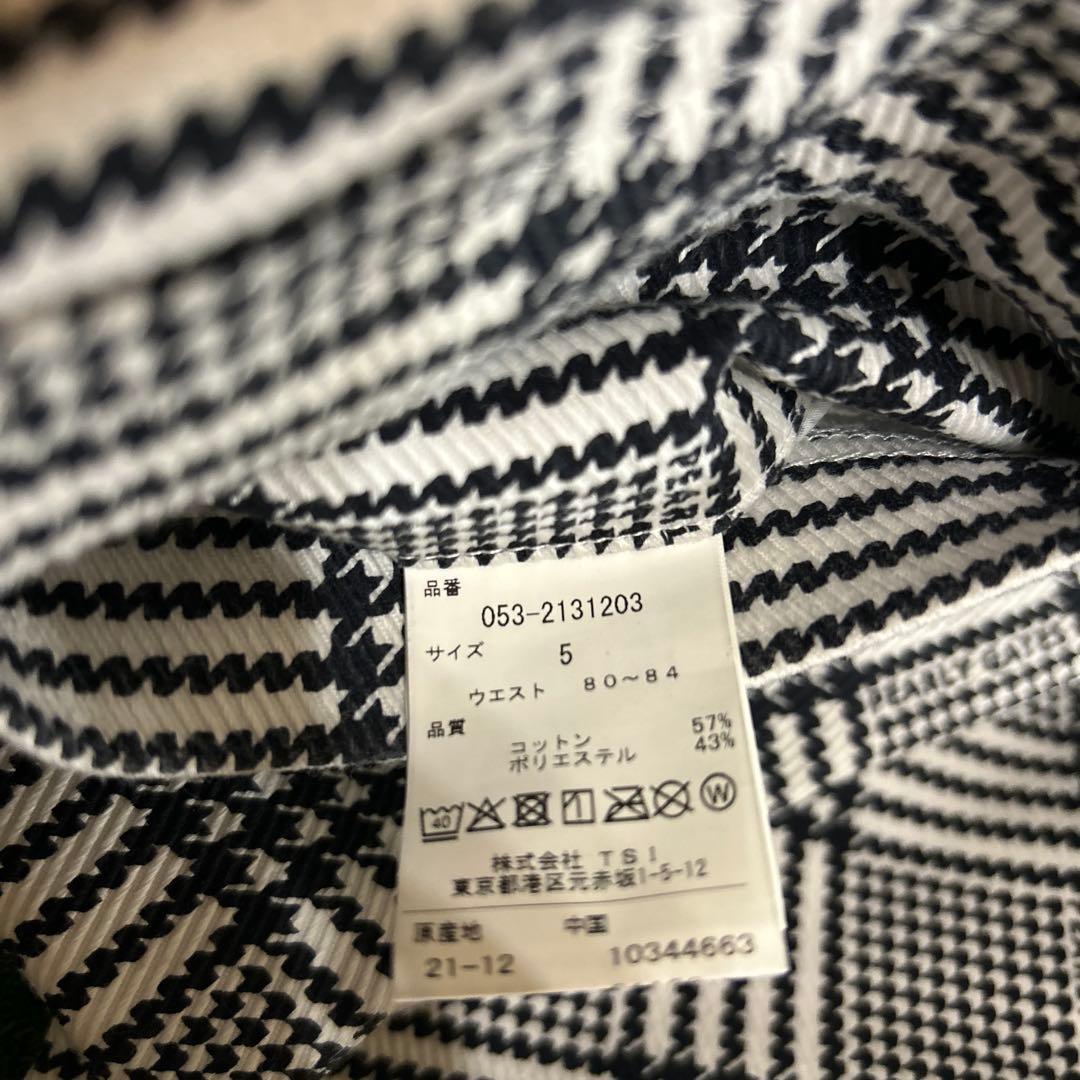 PEARLY GATES
品番
053-2131203
サイズ 5
ウエスト 80～84
品質
コットン 57%
ポリエステル 43%
40 W
株式会社 TSI
東京都港区元赤坂1-5-12
原産地 中国
21-12 10344663